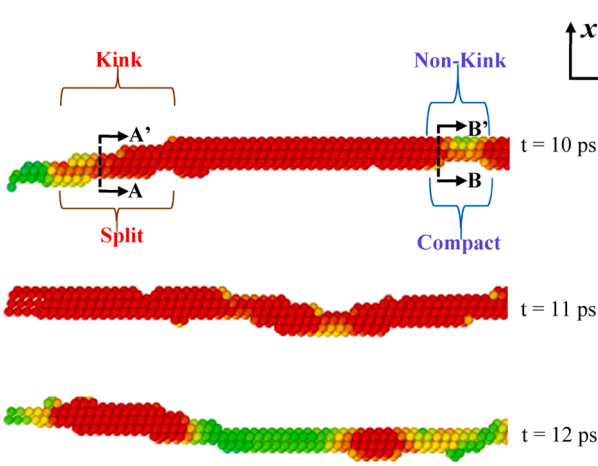 Kink
Non-Kink
x
A’
B’
t = 10 ps
A
B
Split
Compact
t = 11 ps
t = 12 ps